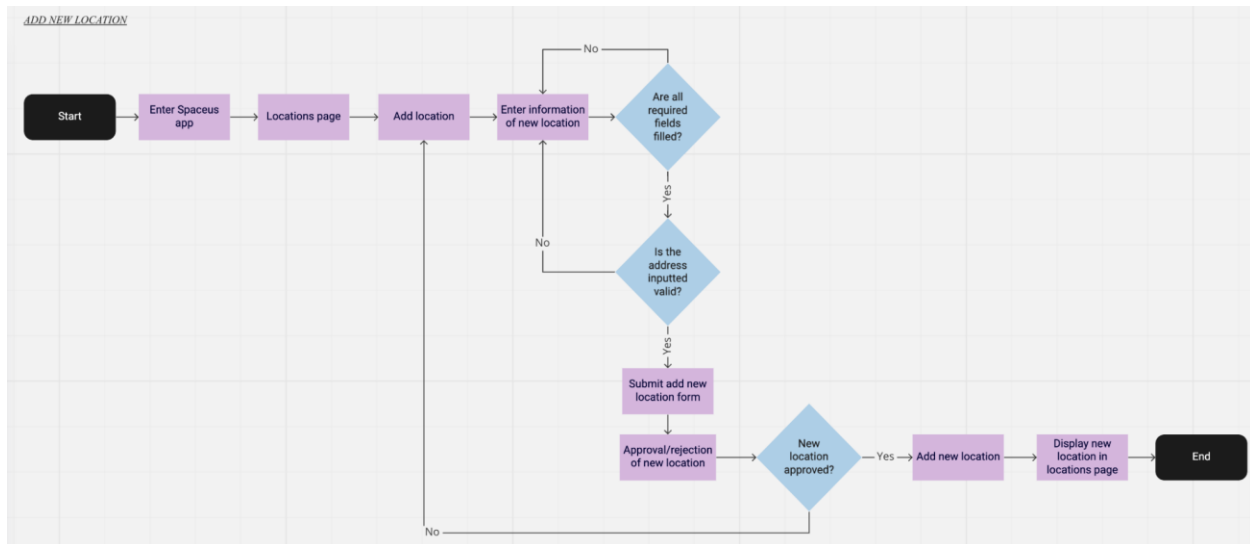 ADD NEW LOCATION
No
Start
Enter Spaceus
app
Locations page
Add location
Enter information
of new location
Are all
required
fields
filled?
Yes
No
Is the
address
inputted
valid?
Yes
Submit add new
location form
Approval/rejection
of new location
New
location
approved?
Yes
Add new location
Display new
location in
locations page
End
No